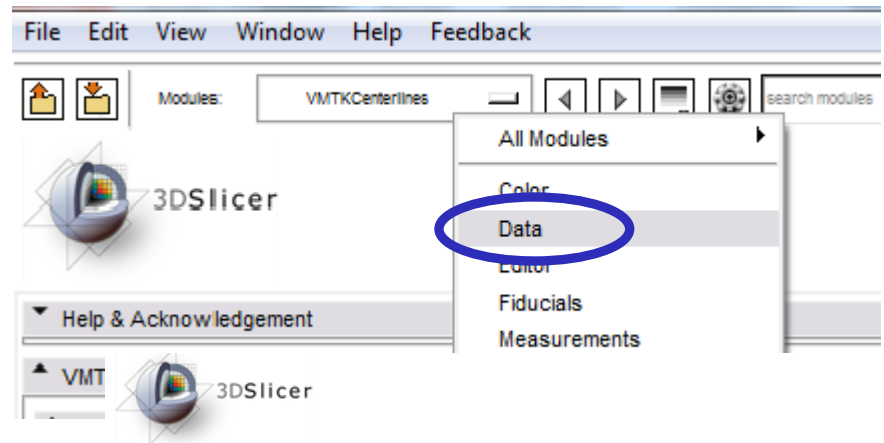 File Edit View Window Help Feedback
Modules: VMTKCenterlines search modules
All Modules
Color
Data
Editor
Fiducials
Measurements
3DSlicer
Help & Acknowledgement
VMT
3DSlicer